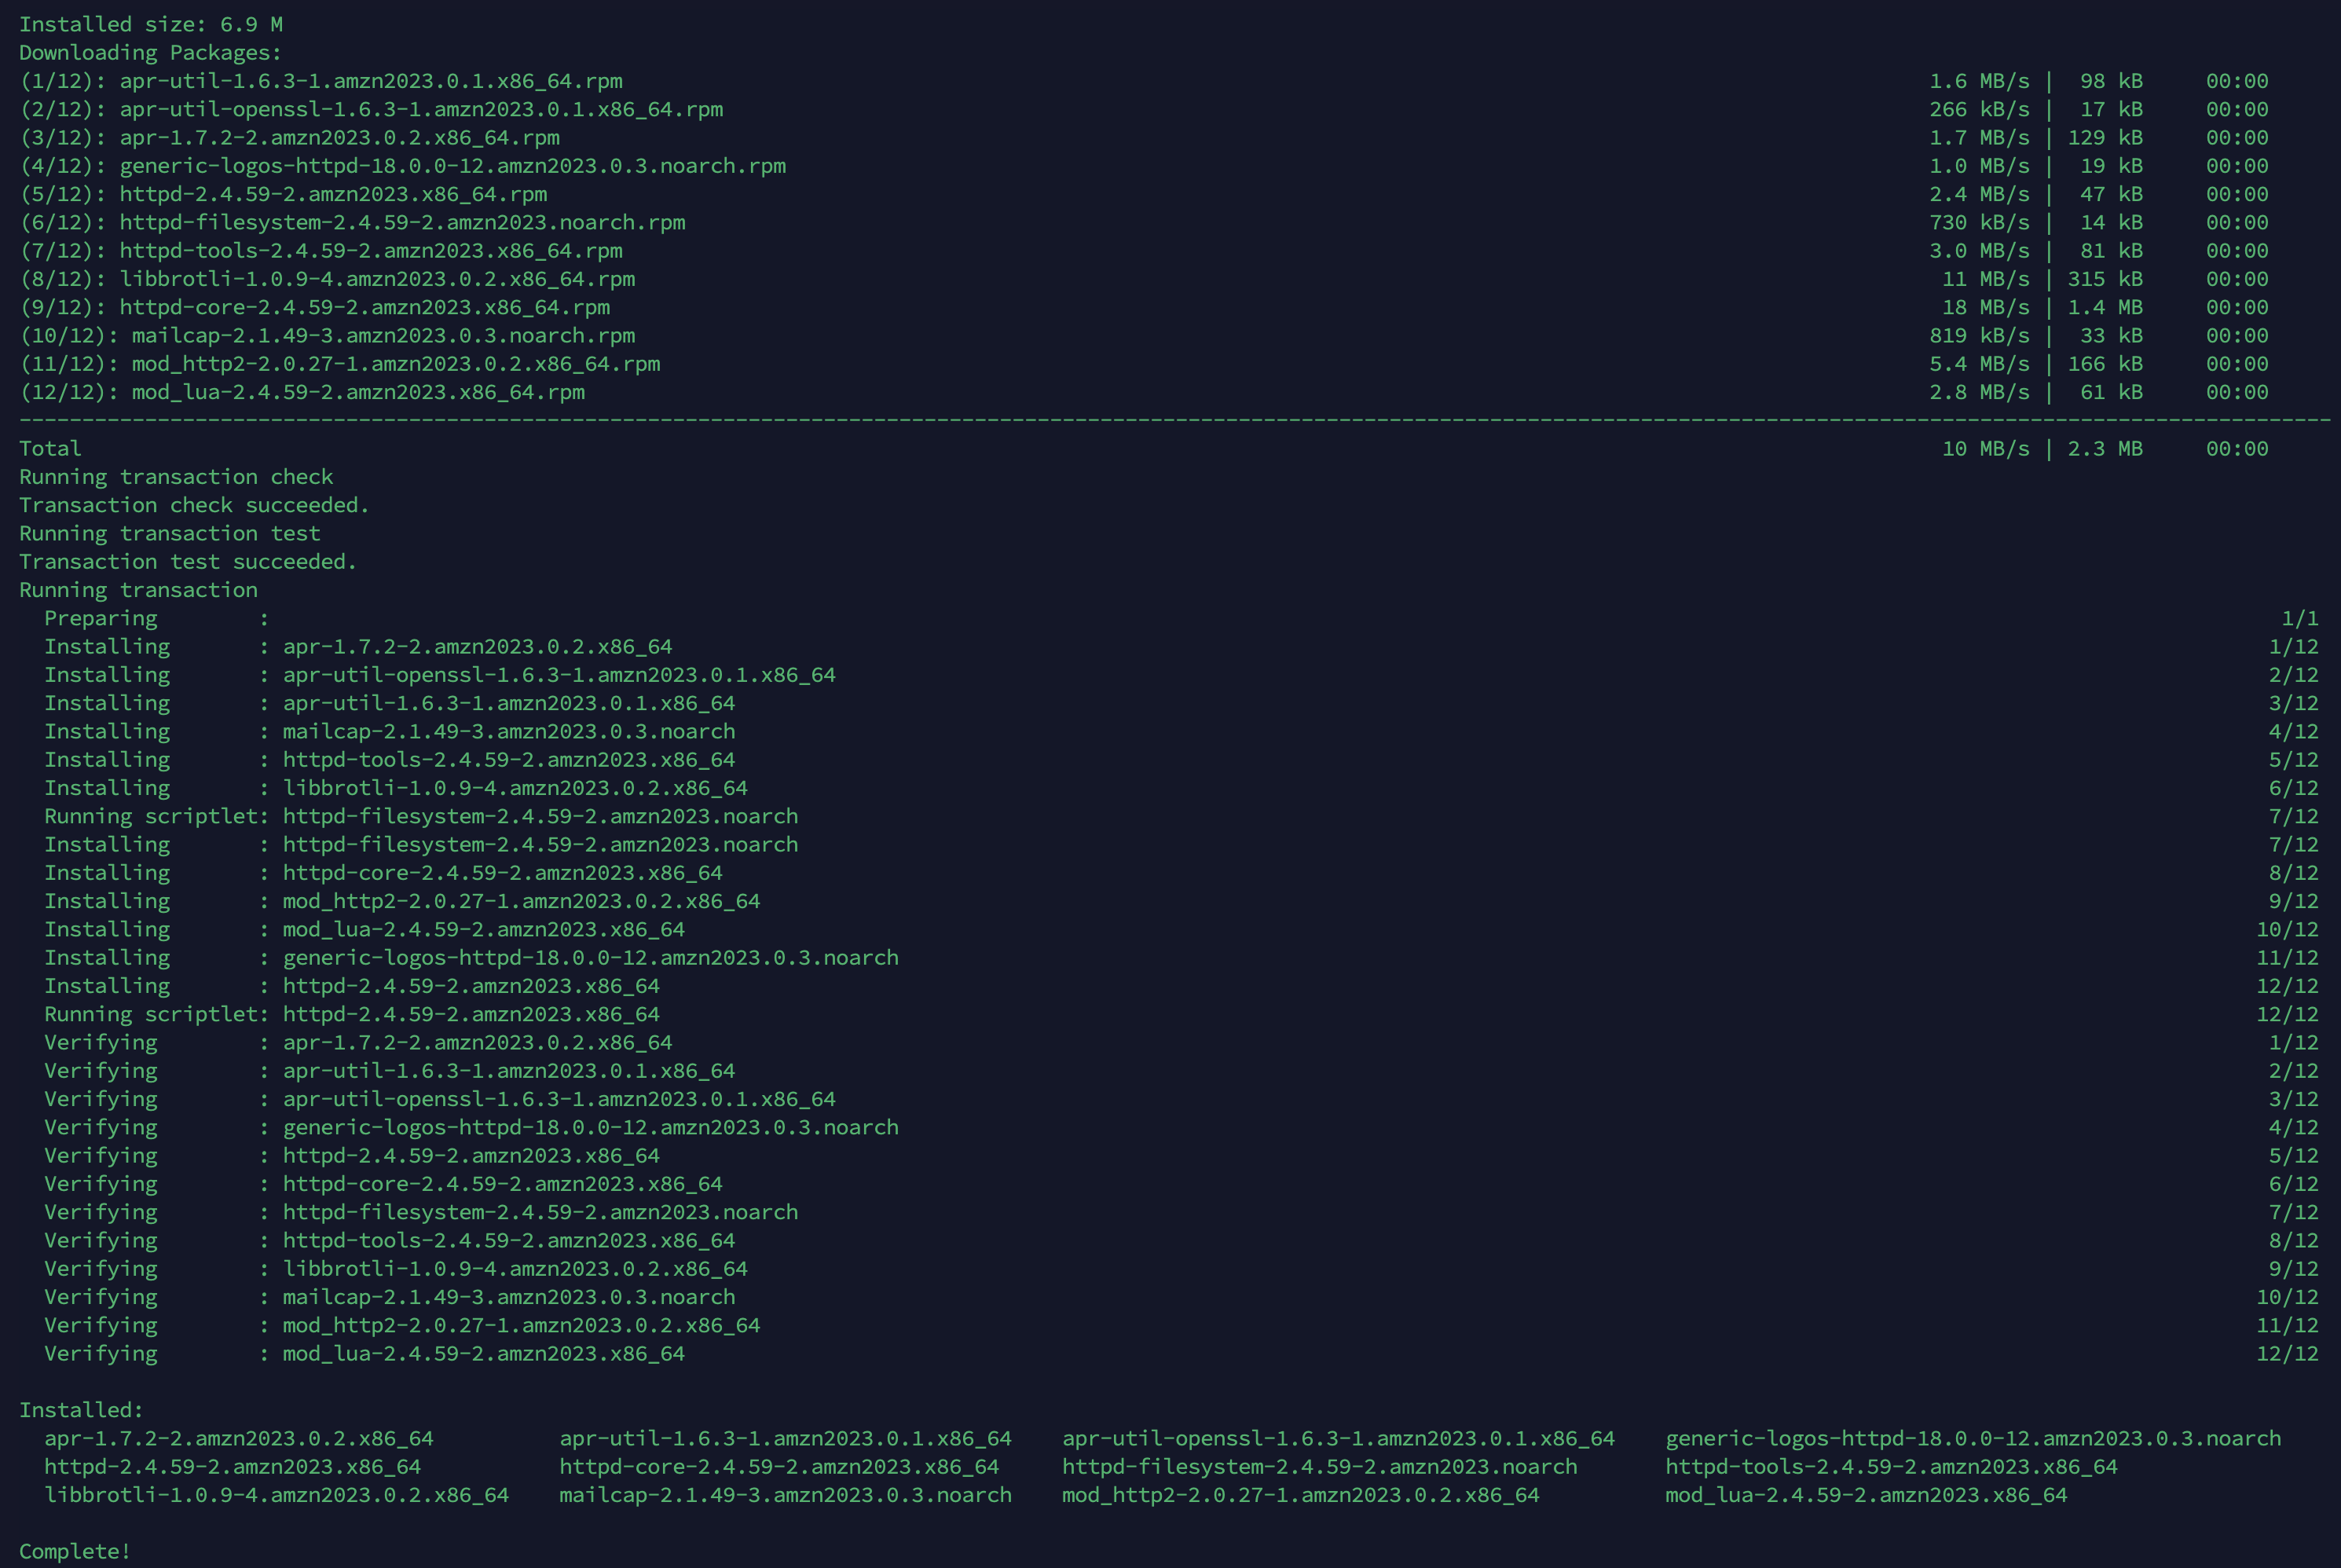 Installed size: 6.9 M
Downloading Packages:
(1/12): apr-util-1.6.3-1.amzn2023.0.1.x86_64.rpm 1.6 MB/s | 98 kB 00:00
(2/12): apr-util-openssl-1.6.3-1.amzn2023.0.1.x86_64.rpm 266 kB/s | 17 kB 00:00
(3/12): apr-1.7.2-2.amzn2023.0.2.x86_64.rpm 1.7 MB/s | 129 kB 00:00
(4/12): generic-logos-httpd-18.0.0-12.amzn2023.0.3.noarch.rpm 1.0 MB/s | 19 kB 00:00
(5/12): httpd-2.4.59-2.amzn2023.x86_64.rpm 2.4 MB/s | 47 kB 00:00
(6/12): httpd-filesystem-2.4.59-2.amzn2023.noarch.rpm 730 kB/s | 14 kB 00:00
(7/12): httpd-tools-2.4.59-2.amzn2023.x86_64.rpm 3.0 MB/s | 81 kB 00:00
(8/12): libbrotli-1.0.9-4.amzn2023.0.2.x86_64.rpm 11 MB/s | 315 kB 00:00
(9/12): httpd-core-2.4.59-2.amzn2023.x86_64.rpm 18 MB/s | 1.4 MB 00:00
(10/12): mailcap-2.1.49-3.amzn2023.0.3.noarch.rpm 819 kB/s | 33 kB 00:00
(11/12): mod_http2-2.0.27-1.amzn2023.0.2.x86_64.rpm 5.4 MB/s | 166 kB 00:00
(12/12): mod_lua-2.4.59-2.amzn2023.x86_64.rpm 2.8 MB/s | 61 kB 00:00
--------------------------------------------------------------------------------
Total 10 MB/s | 2.3 MB 00:00
Running transaction check
Transaction check succeeded.
Running transaction test
Transaction test succeeded.
Running transaction
Preparing : 1/1
Installing : apr-1.7.2-2.amzn2023.0.2.x86_64 1/12
Installing : apr-util-openssl-1.6.3-1.amzn2023.0.1.x86_64 2/12
Installing : apr-util-1.6.3-1.amzn2023.0.1.x86_64 3/12
Installing : mailcap-2.1.49-3.amzn2023.0.3.noarch 4/12
Installing : httpd-tools-2.4.59-2.amzn2023.x86_64 5/12
Installing : libbrotli-1.0.9-4.amzn2023.0.2.x86_64 6/12
Running scriptlet: httpd-filesystem-2.4.59-2.amzn2023.noarch 7/12
Installing : httpd-filesystem-2.4.59-2.amzn2023.noarch 7/12
Installing : httpd-core-2.4.59-2.amzn2023.x86_64 8/12
Installing : mod_http2-2.0.27-1.amzn2023.0.2.x86_64 9/12
Installing : mod_lua-2.4.59-2.amzn2023.x86_64 10/12
Installing : generic-logos-httpd-18.0.0-12.amzn2023.0.3.noarch 11/12
Installing : httpd-2.4.59-2.amzn2023.x86_64 12/12
Running scriptlet: httpd-2.4.59-2.amzn2023.x86_64 12/12
Verifying : apr-1.7.2-2.amzn2023.0.2.x86_64 1/12
Verifying : apr-util-1.6.3-1.amzn2023.0.1.x86_64 2/12
Verifying : apr-util-openssl-1.6.3-1.amzn2023.0.1.x86_64 3/12
Verifying : generic-logos-httpd-18.0.0-12.amzn2023.0.3.noarch 4/12
Verifying : httpd-2.4.59-2.amzn2023.x86_64 5/12
Verifying : httpd-core-2.4.59-2.amzn2023.x86_64 6/12
Verifying : httpd-filesystem-2.4.59-2.amzn2023.noarch 7/12
Verifying : httpd-tools-2.4.59-2.amzn2023.x86_64 8/12
Verifying : libbrotli-1.0.9-4.amzn2023.0.2.x86_64 9/12
Verifying : mailcap-2.1.49-3.amzn2023.0.3.noarch 10/12
Verifying : mod_http2-2.0.27-1.amzn2023.0.2.x86_64 11/12
Verifying : mod_lua-2.4.59-2.amzn2023.x86_64 12/12
Installed:
apr-1.7.2-2.amzn2023.0.2.x86_64 apr-util-1.6.3-1.amzn2023.0.1.x86_64 apr-util-openssl-1.6.3-1.amzn2023.0.1.x86_64 generic-logos-httpd-18.0.0-12.amzn2023.0.3.noarch
httpd-2.4.59-2.amzn2023.x86_64 httpd-core-2.4.59-2.amzn2023.x86_64 httpd-filesystem-2.4.59-2.amzn2023.noarch httpd-tools-2.4.59-2.amzn2023.x86_64
libbrotli-1.0.9-4.amzn2023.0.2.x86_64 mailcap-2.1.49-3.amzn2023.0.3.noarch mod_http2-2.0.27-1.amzn2023.0.2.x86_64 mod_lua-2.4.59-2.amzn2023.x86_64
Complete!